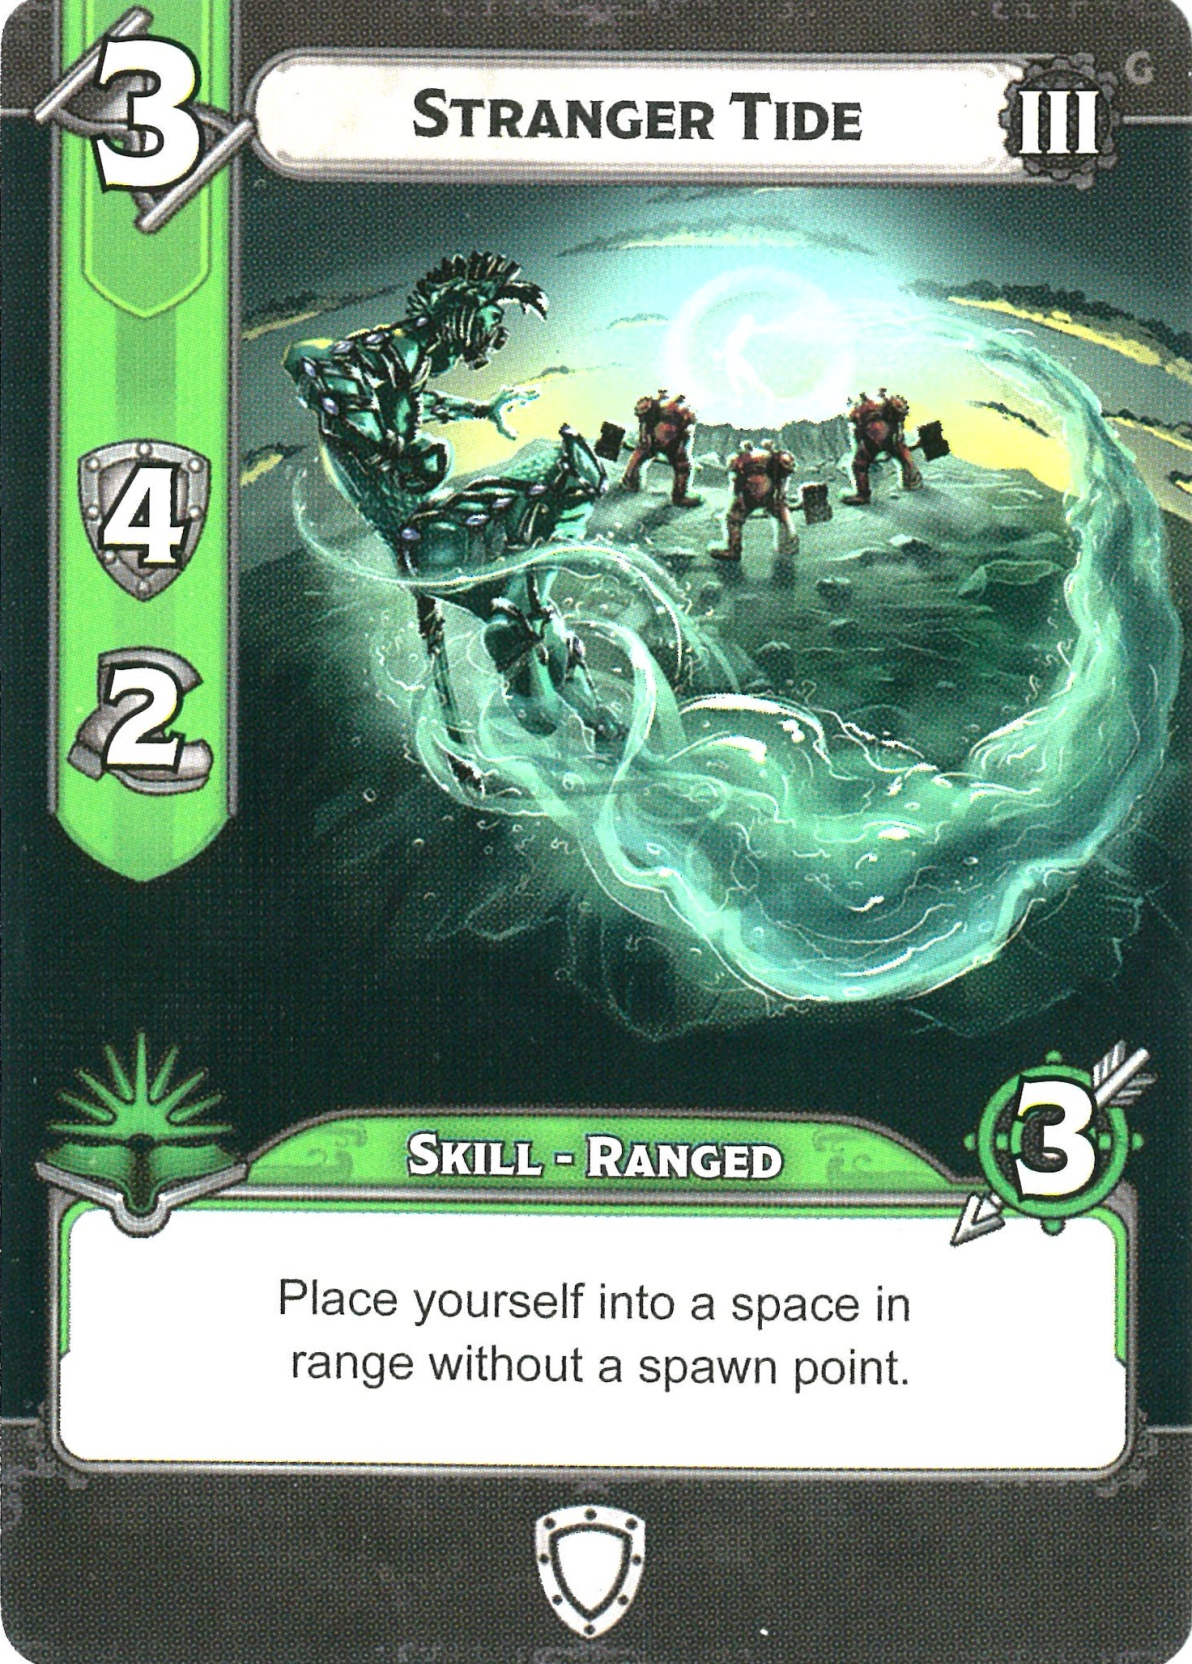 3
STRANGER TIDE
III
G
4
2
SKILL - RANGED
3
Place yourself into a space in
range without a spawn point.